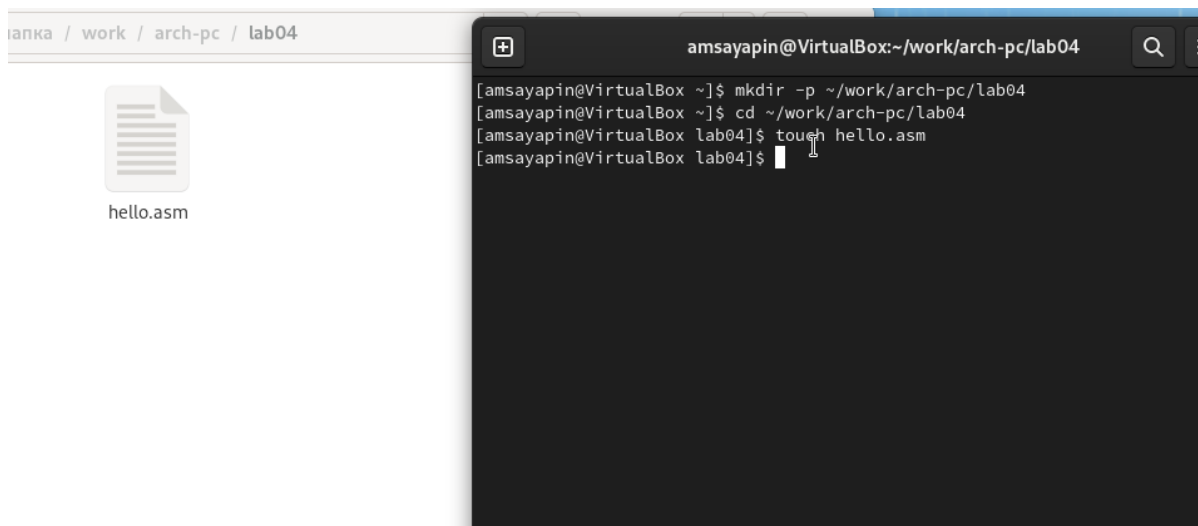 апка / work / arch-pc / lab04
hello.asm
amsayapin@VirtualBox:~/work/arch-pc/lab04
[amsayapin@VirtualBox ~]$ mkdir -p ~/work/arch-pc/lab04
[amsayapin@VirtualBox ~]$ cd ~/work/arch-pc/lab04
[amsayapin@VirtualBox lab04]$ touch hello.asm
[amsayapin@VirtualBox lab04]$